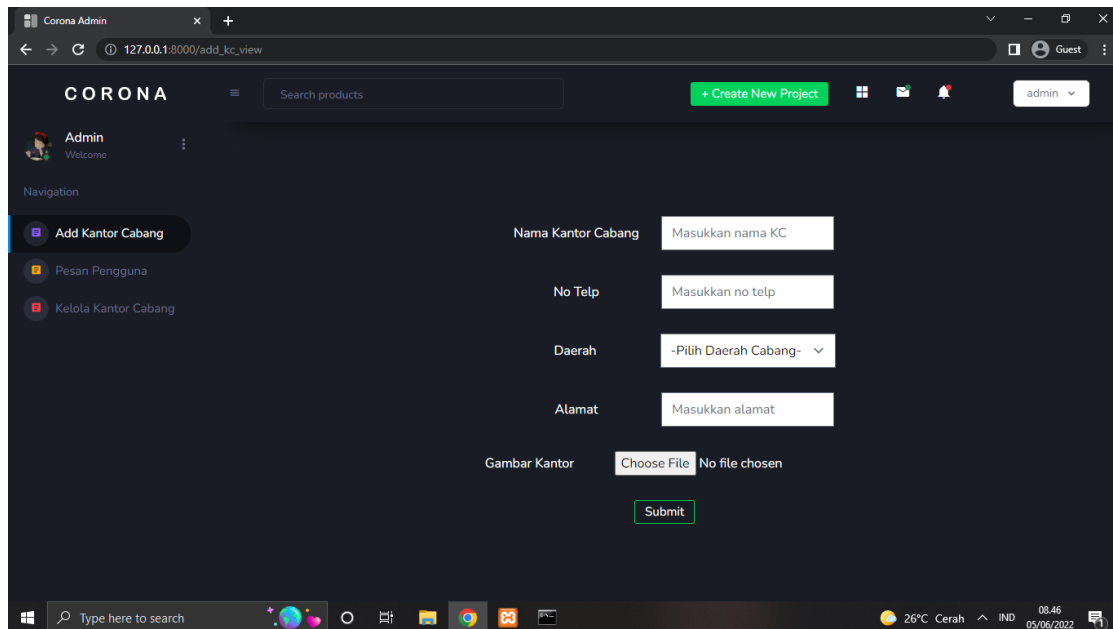 Corona Admin
127.0.0.1:8000/add_kc_view
Guest
CORONA
Search products
+ Create New Project
admin
Admin
Welcome
Navigation
Add Kantor Cabang
Pesan Pengguna
Kelola Kantor Cabang
Nama Kantor Cabang
Masukkan nama KC
No Telp
Masukkan no telp
Daerah
-Pilih Daerah Cabang-
Alamat
Masukkan alamat
Gambar Kantor
Choose File No file chosen
Submit
Type here to search
26°C Cerah
IND
08.46
05/06/2022
1